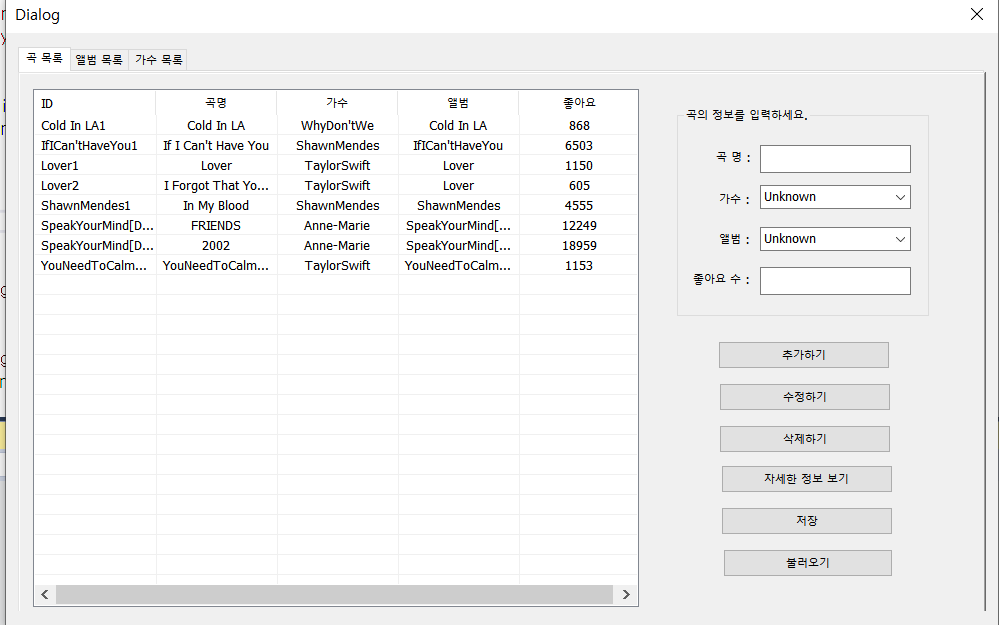 Dialog
곡 목록 앨범 목록 가수 목록
ID 곡명 가수 앨범 좋아요
Cold In LA1 Cold In LA WhyDon'tWe Cold In LA 868
IfICan'tHaveYou1 If I Can't Have You ShawnMendes IfICan'tHaveYou 6503
Lover1 Lover TaylorSwift Lover 1150
Lover2 I Forgot That Yo... TaylorSwift Lover 605
ShawnMendes1 In My Blood ShawnMendes ShawnMendes 4555
SpeakYourMind[D... FRIENDS Anne-Marie SpeakYourMind[... 12249
SpeakYourMind[D... 2002 Anne-Marie SpeakYourMind[... 18959
YouNeedToCalm... YouNeedToCalm... TaylorSwift YouNeedToCalm... 1153
곡의 정보를 입력하세요.
곡 명 :
가수 : Unknown
앨범 : Unknown
좋아요 수 :
추가하기
수정하기
삭제하기
자세한 정보 보기
저장
불러오기